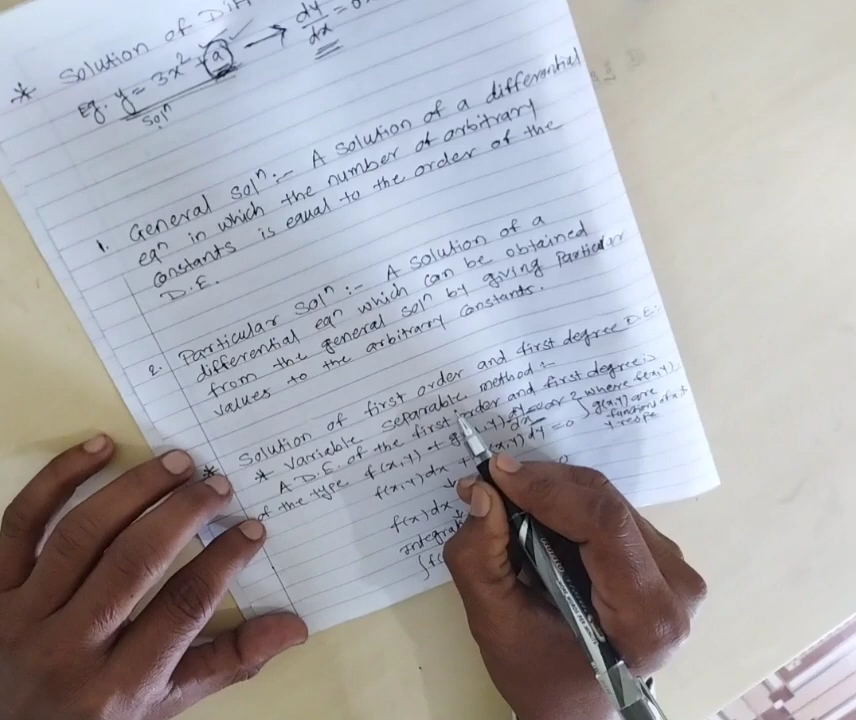 * Solution of Diff
Eg. y = 3x² + a → dy/dx =
solⁿ
1. General solⁿ :- A solution of a differential
eqⁿ in which the number of arbitrary
constants is equal to the order of the
D.E.
2. Particular solⁿ :- A solution of a
differential eqⁿ which can be obtained
from the general solⁿ by giving Particular
values to the arbitrary constants.
* Solution of first order and first degree D.E:-
* Variable separable method :-
A D.E. of the first order and first degree is
of the type f(x,y) + g(x,y) dy/dx = 0 or } where f(x,y),
f(x,y)dx + (x,y) dy = 0 } g(x,y) are
functions of x,
y
f(x)dx
Integrat
∫f(